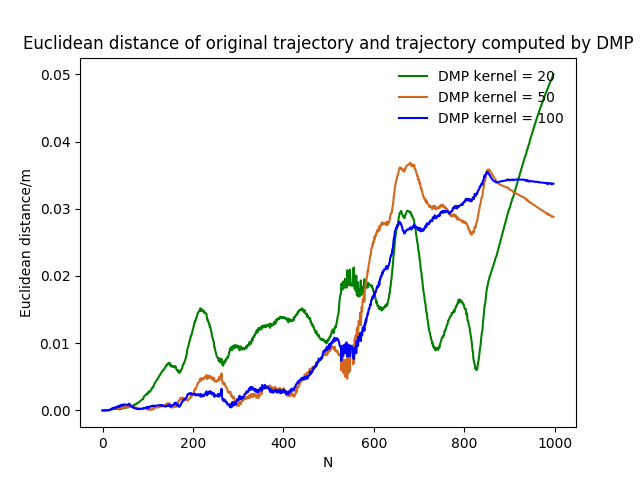 Euclidean distance of original trajectory and trajectory computed by DMP
0.05
0.04
0.03
0.02
0.01
0.00
Euclidean distance/m
DMP kernel = 20
DMP kernel = 50
DMP kernel = 100
0 200 400 600 800 1000
N